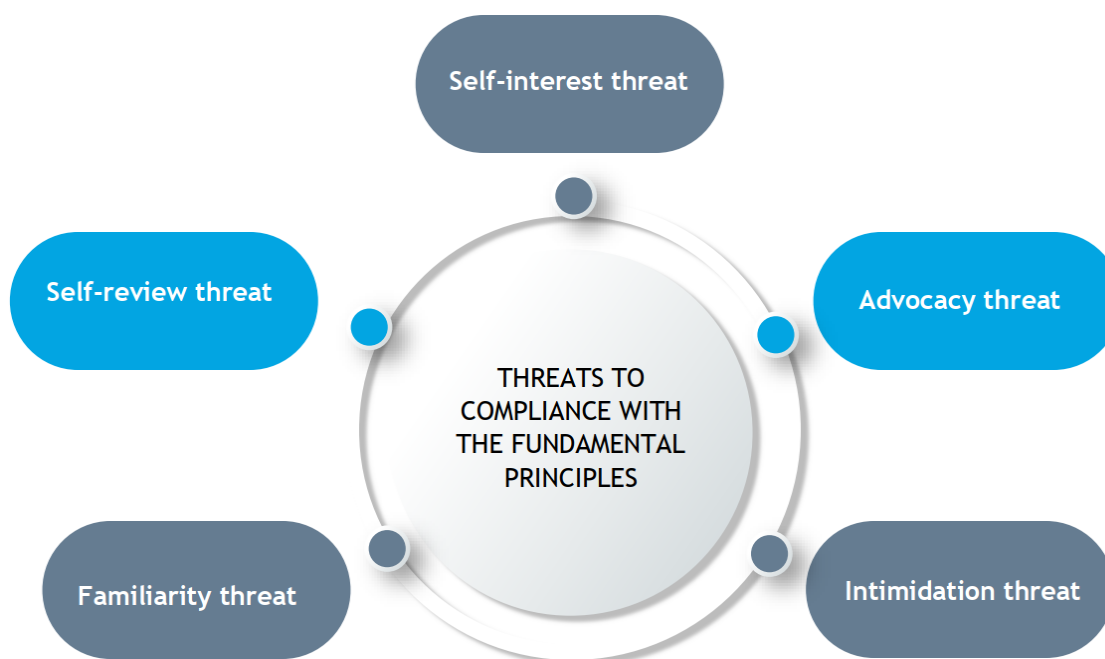 Self-interest threat
Self-review threat
Advocacy threat
THREATS TO
COMPLIANCE WITH
THE FUNDAMENTAL
PRINCIPLES
Familiarity threat
Intimidation threat